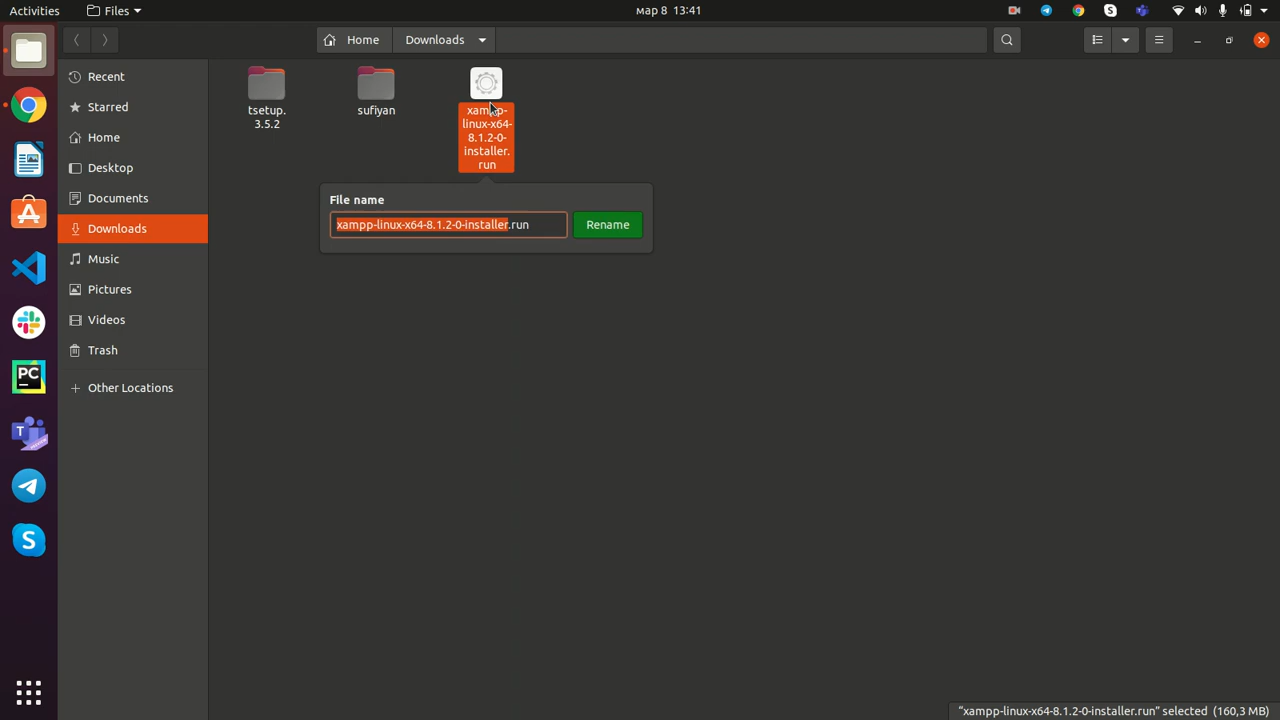 Activities
Files
мар 8 13:41
Home
Downloads
Recent
Starred
Home
Desktop
Documents
Downloads
Music
Pictures
Videos
Trash
Other Locations
tsetup.
3.5.2
sufiyan
linux-x64-
8.1.2-0-
installer.
run
File name
xampp-linux-x64-8.1.2-0-installer.run
Rename
PC
T
S
S
"xampp-linux-x64-8.1.2-0-installer.run" selected (160,3 MB)